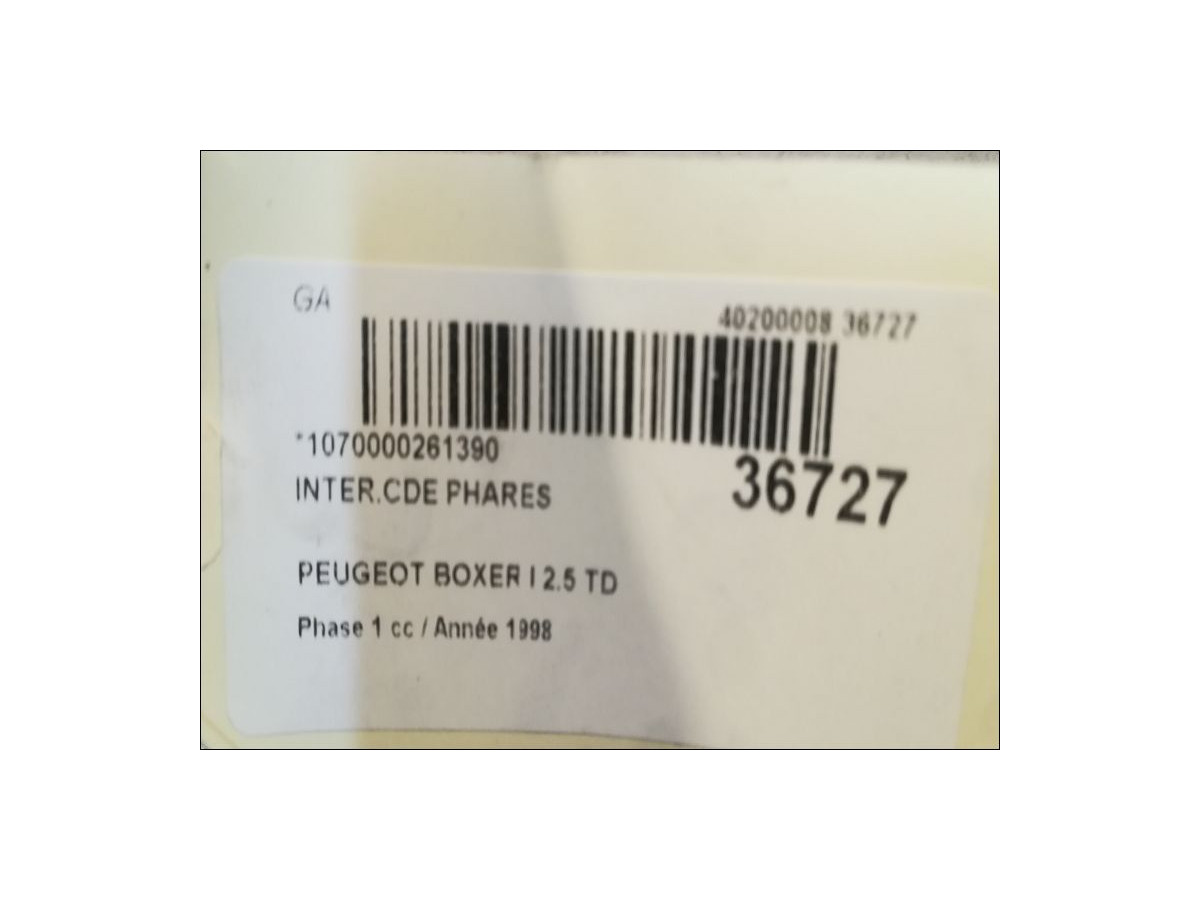 GA
40200008 36727
*1070000261390
36727
INTER.CDE PHARES
PEUGEOT BOXER I 2.5 TD
Phase 1 cc / Année 1998